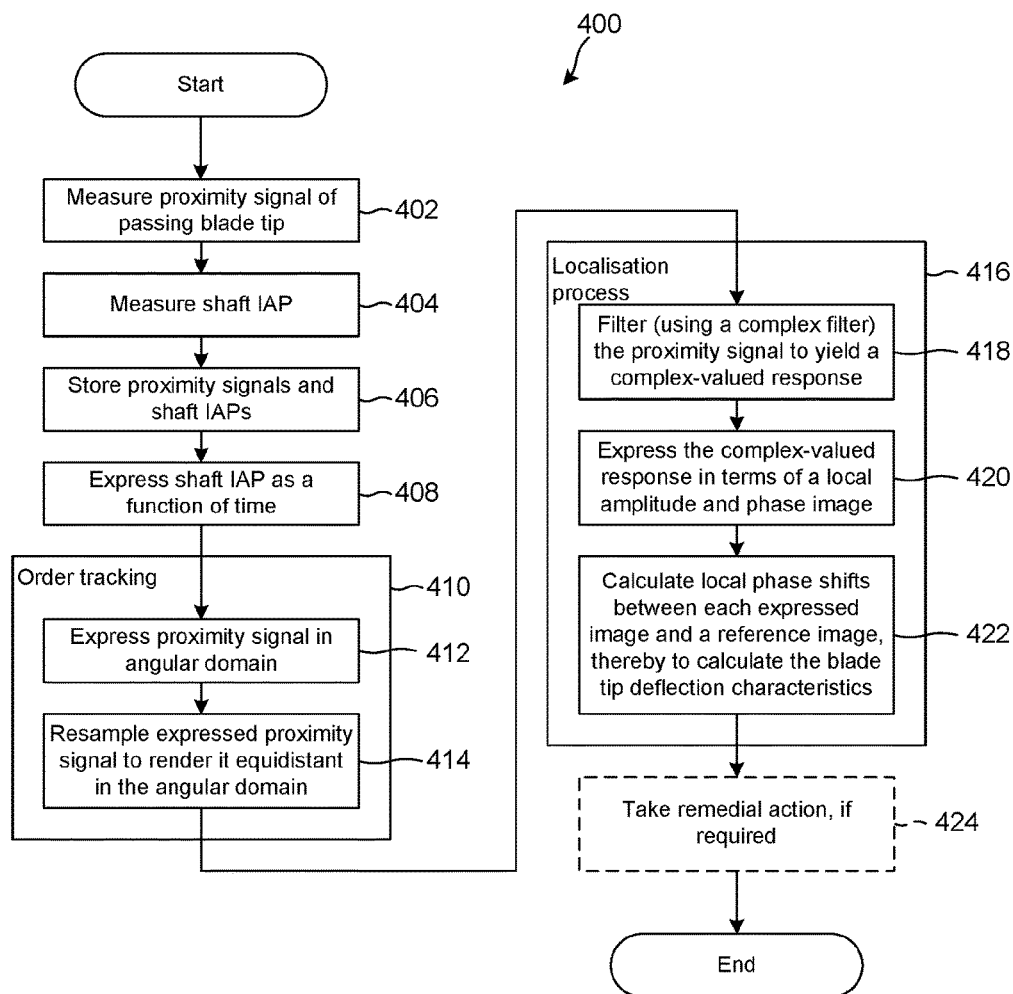 400
Start
Measure proximity signal of
passing blade tip
402
Measure shaft IAP
404
Store proximity signals and
shaft IAPs
406
Express shaft IAP as a
function of time
408
Order tracking
410
Express proximity signal in
angular domain
412
Resample expressed proximity
signal to render it equidistant
in the angular domain
414
Localisation
process
416
Filter (using a complex filter)
the proximity signal to yield a
complex-valued response
418
Express the complex-valued
response in terms of a local
amplitude and phase image
420
Calculate local phase shifts
between each expressed
image and a reference image,
thereby to calculate the blade
tip deflection characteristics
422
Take remedial action, if
required
424
End